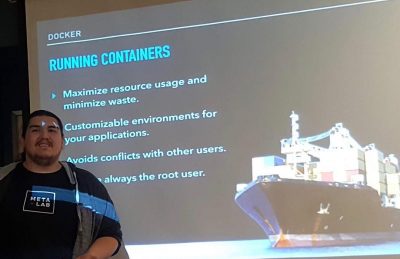 DOCKER
RUNNING CONTAINERS
Maximize resource usage and
minimize waste.
Customizable environments for
your applications.
Avoids conflicts with other users.
always the root user.
META
LAB